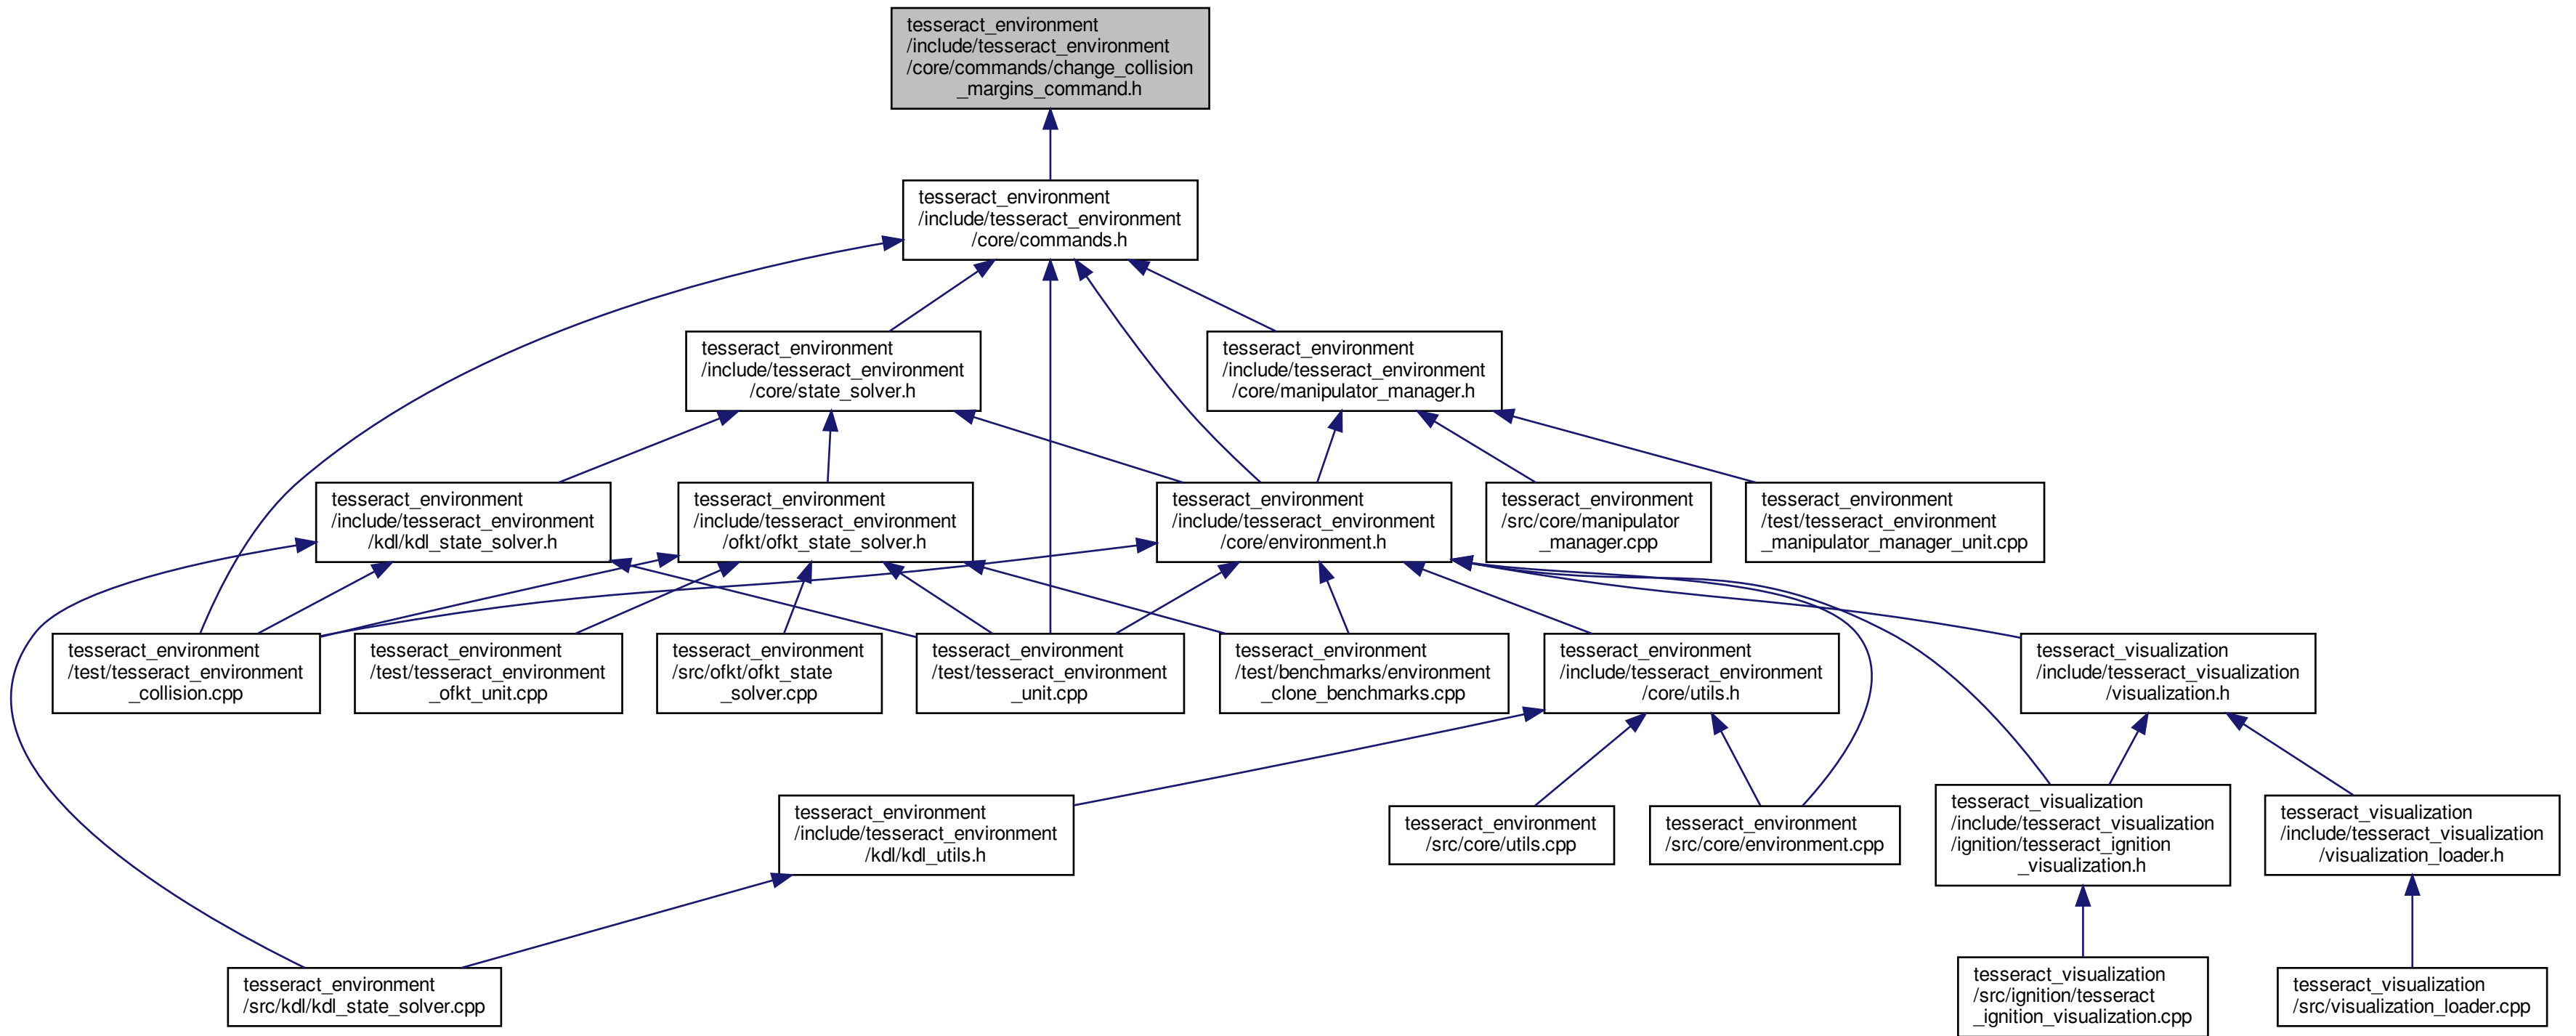 tesseract_environment
/include/tesseract_environment
/core/commands/change_collision
_margins_command.h
tesseract_environment
/include/tesseract_environment
/core/commands.h
tesseract_environment
/include/tesseract_environment
/core/state_solver.h
tesseract_environment
/include/tesseract_environment
/core/manipulator_manager.h
tesseract_environment
/include/tesseract_environment
/kdl/kdl_state_solver.h
tesseract_environment
/include/tesseract_environment
/ofkt/ofkt_state_solver.h
tesseract_environment
/include/tesseract_environment
/core/environment.h
tesseract_environment
/src/core/manipulator
_manager.cpp
tesseract_environment
/test/tesseract_environment
_manipulator_manager_unit.cpp
tesseract_environment
/test/tesseract_environment
_collision.cpp
tesseract_environment
/test/tesseract_environment
_ofkt_unit.cpp
tesseract_environment
/src/ofkt/ofkt_state
_solver.cpp
tesseract_environment
/test/tesseract_environment
_unit.cpp
tesseract_environment
/test/benchmarks/environment
_clone_benchmarks.cpp
tesseract_environment
/include/tesseract_environment
/core/utils.h
tesseract_visualization
/include/tesseract_visualization
/visualization.h
tesseract_environment
/include/tesseract_environment
/kdl/kdl_utils.h
tesseract_environment
/src/core/utils.cpp
tesseract_environment
/src/core/environment.cpp
tesseract_visualization
/include/tesseract_visualization
/ignition/tesseract_ignition
_visualization.h
tesseract_visualization
/include/tesseract_visualization
/visualization_loader.h
tesseract_environment
/src/kdl/kdl_state_solver.cpp
tesseract_visualization
/src/ignition/tesseract
_ignition_visualization.cpp
tesseract_visualization
/src/visualization_loader.cpp